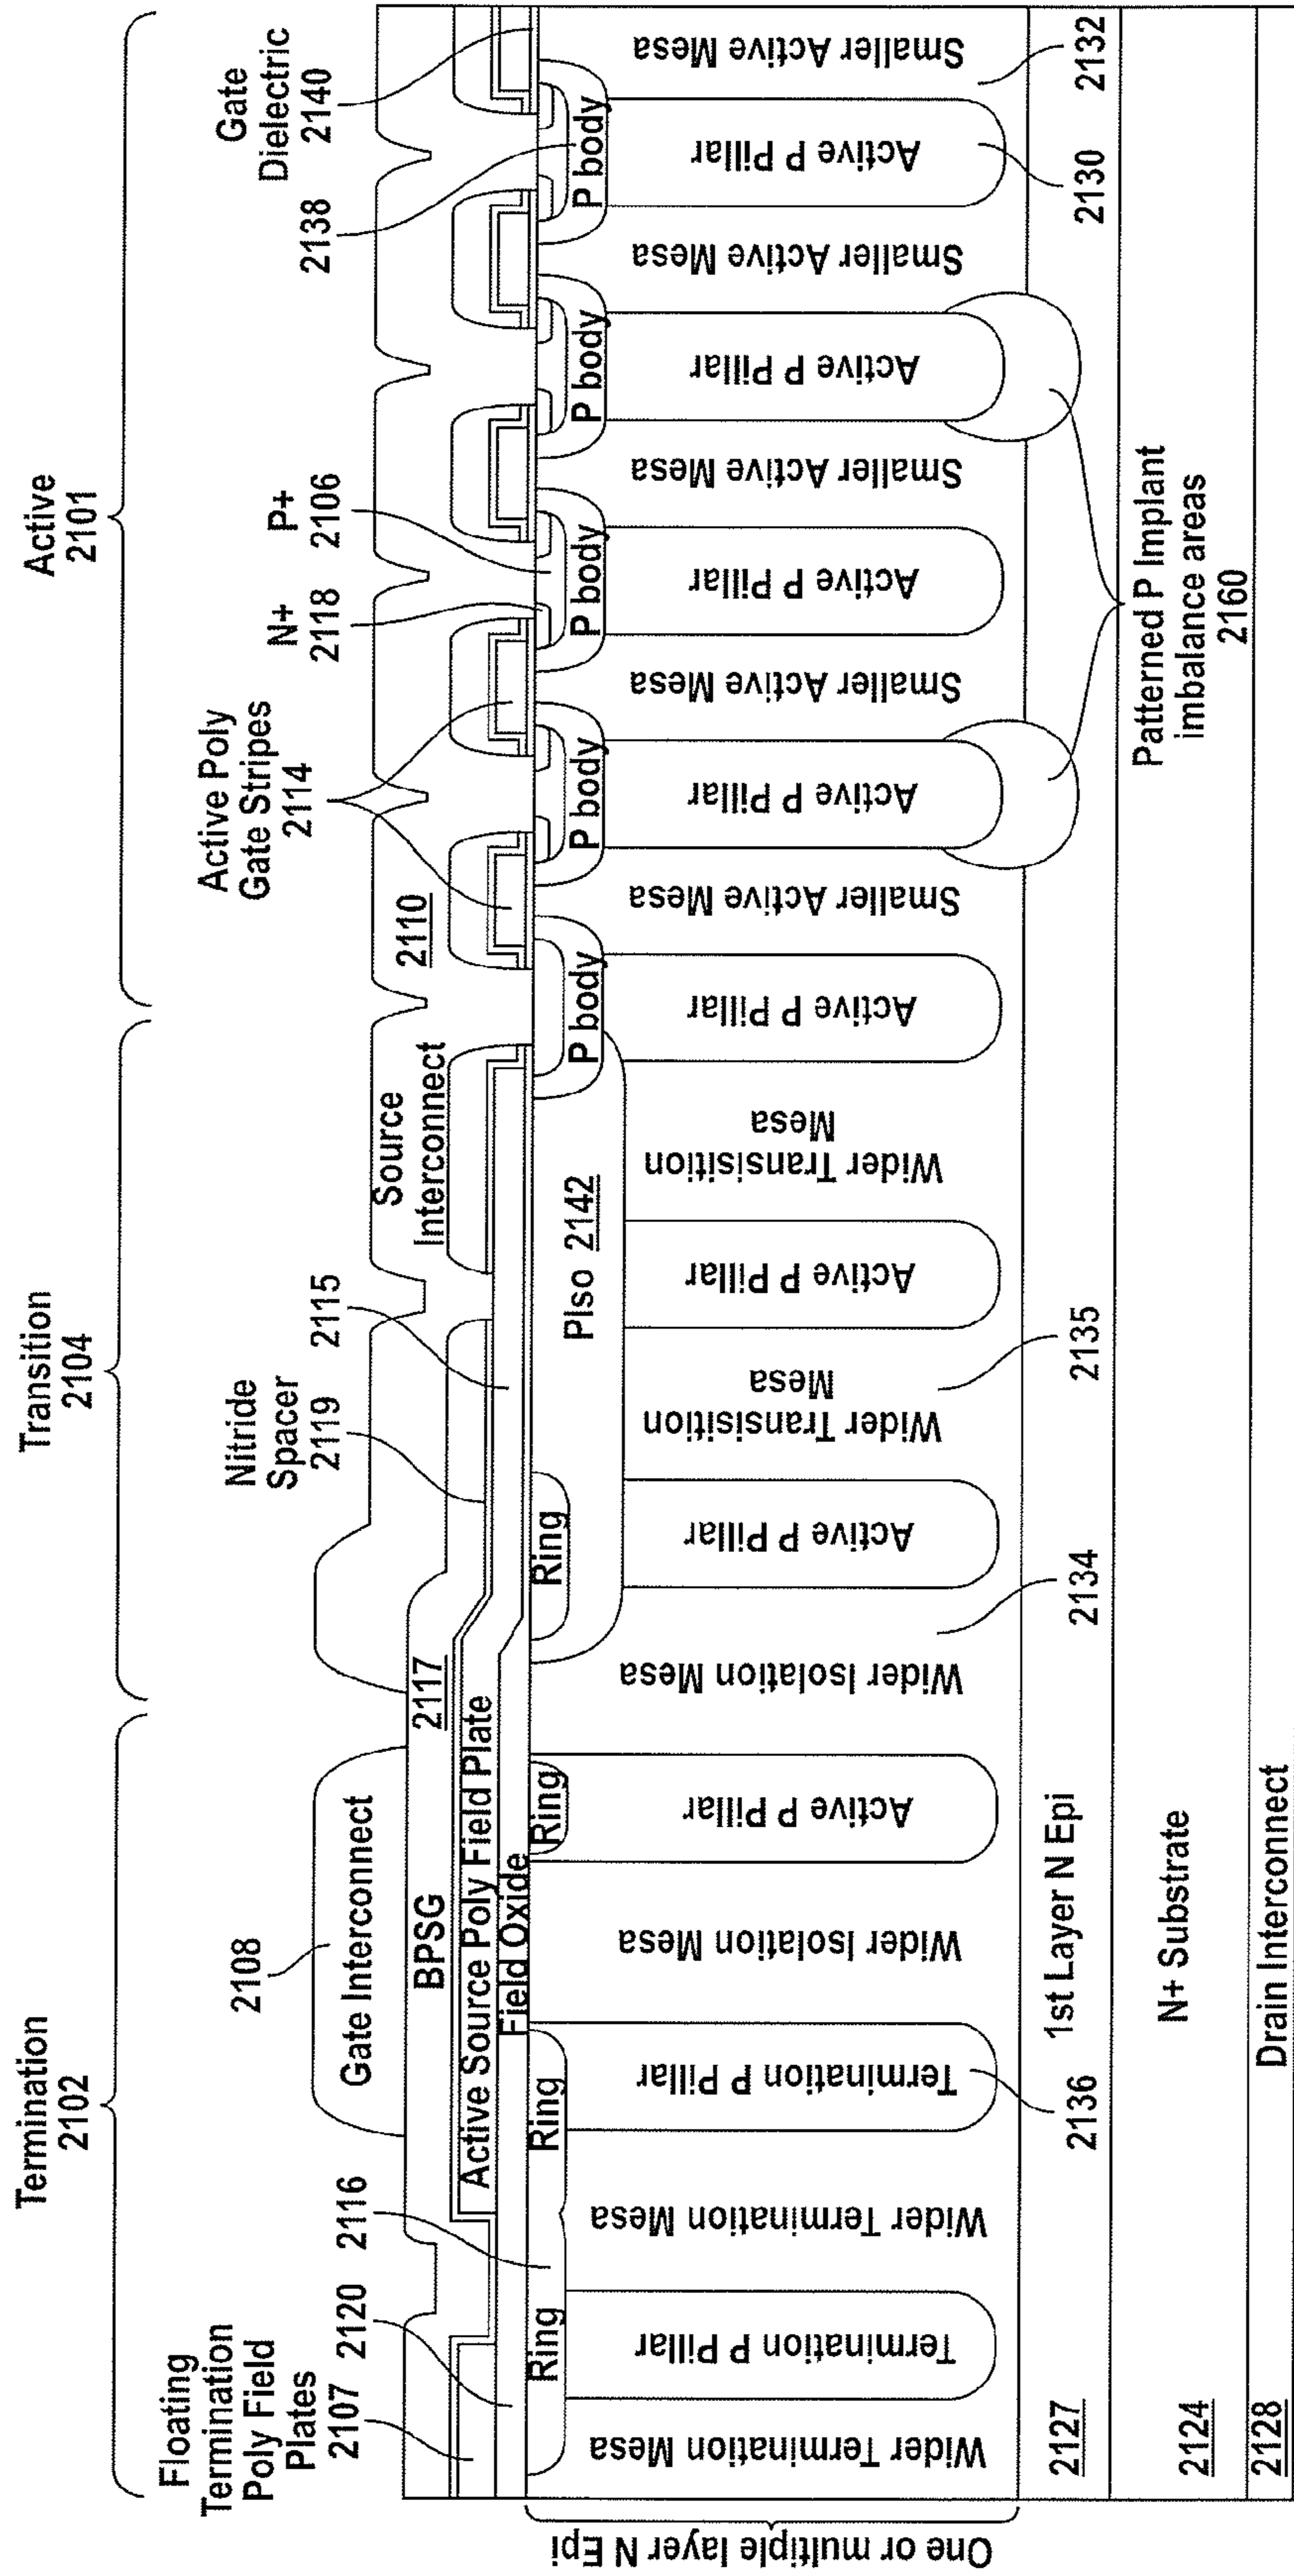 Termination
2102
Transition
2104
Active
2101
Floating
Termination
Poly Field
Plates
2107
2120
2116
2108
Nitride
Spacer
2119
2115
Active Poly
Gate Stripes
2114
N+
2118
P+
2106
2138
Gate
Dielectric
2140
Gate Interconnect
BPSG
2117
Active Source Poly Field Plate
Field Oxide
Source
Interconnect
2110
Ring
Ring
Ring
Ring
PIso 2142
P body
P body
P body
P body
P body
One or multiple layer N Epi
Wider Termination Mesa
Termination P Pillar
Wider Termination Mesa
Termination P Pillar
Wider Isolation Mesa
Active P Pillar
Wider Isolation Mesa
Active P Pillar
Wider Transisition
Mesa
Active P Pillar
Wider Transisition
Mesa
Active P Pillar
Smaller Active Mesa
Active P Pillar
Smaller Active Mesa
Active P Pillar
Smaller Active Mesa
Active P Pillar
Smaller Active Mesa
Active P Pillar
Smaller Active Mesa
2136
2134
2135
2130
2132
2127
1st Layer N Epi
2124
N+ Substrate
Patterned P Implant
imbalance areas
2160
2128
Drain Interconnect